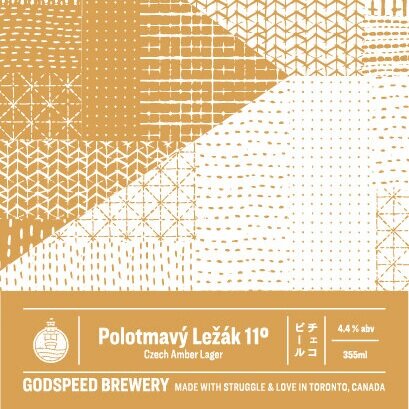 Polotmavý Ležák 11º
Czech Amber Lager
チェコ
ビール
4.4 % abv
355ml
GODSPEED BREWERY MADE WITH STRUGGLE & LOVE IN TORONTO, CANADA